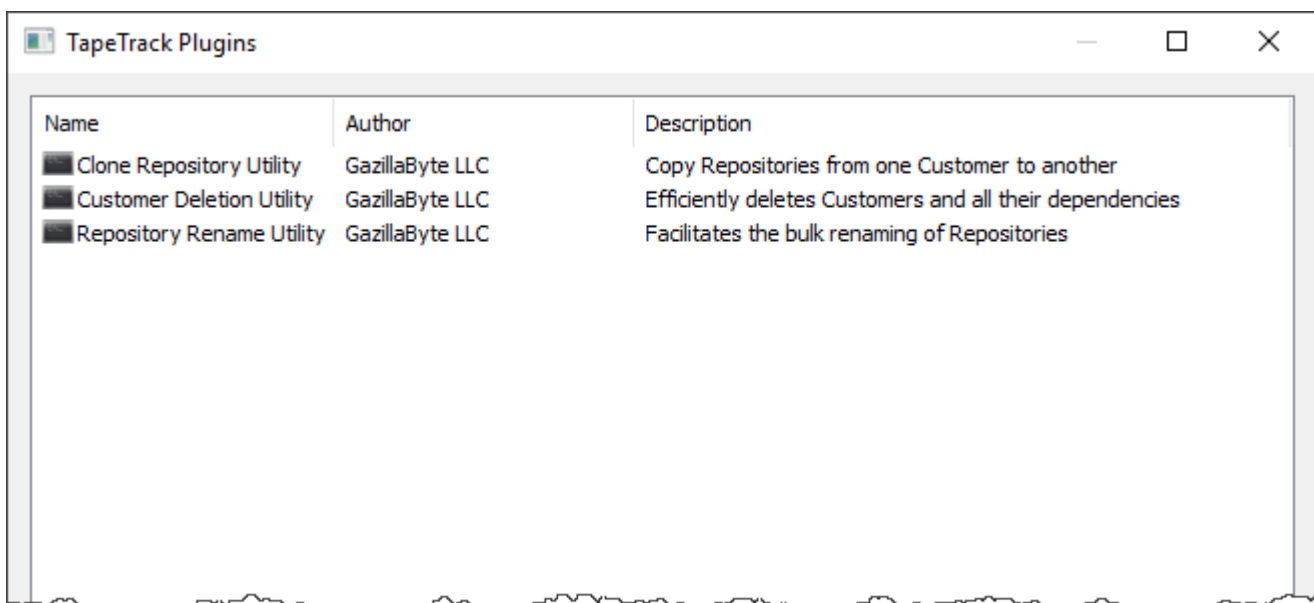 TapeTrack Plugins
Name Author Description
Clone Repository Utility GazillaByte LLC Copy Repositories from one Customer to another
Customer Deletion Utility GazillaByte LLC Efficiently deletes Customers and all their dependencies
Repository Rename Utility GazillaByte LLC Facilitates the bulk renaming of Repositories